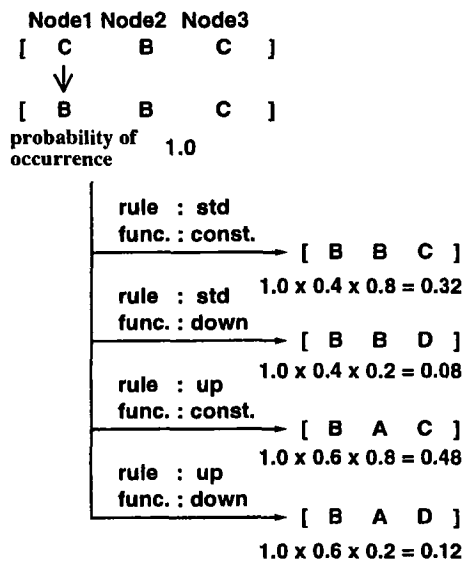 Node1 Node2 Node3
[ C B C ]
[ B B C ]
probability of
occurrence 1.0
rule : std
func. : const.
[ B B C ]
1.0 x 0.4 x 0.8 = 0.32
rule : std
func. : down
[ B B D ]
1.0 x 0.4 x 0.2 = 0.08
rule : up
func. : const.
[ B A C ]
1.0 x 0.6 x 0.8 = 0.48
rule : up
func. : down
[ B A D ]
1.0 x 0.6 x 0.2 = 0.12